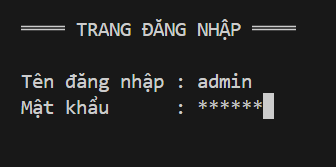 ════ TRANG ĐĂNG NHẬP ════
Tên đăng nhập : admin
Mật khẩu      : ******